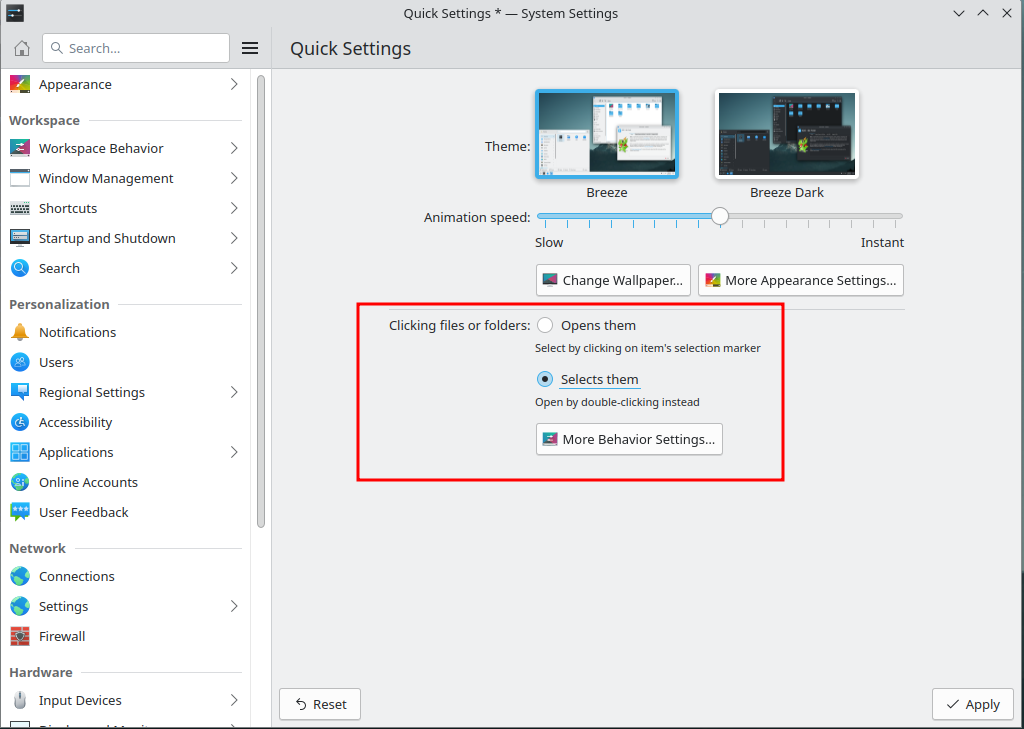 Quick Settings * — System Settings
Search...
Quick Settings
Appearance
Workspace
Workspace Behavior
Window Management
Shortcuts
Startup and Shutdown
Search
Personalization
Notifications
Users
Regional Settings
Accessibility
Applications
Online Accounts
User Feedback
Network
Connections
Settings
Firewall
Hardware
Input Devices
Theme:
Breeze
Breeze Dark
Animation speed:
Slow
Instant
Change Wallpaper...
More Appearance Settings...
Clicking files or folders:
Opens them
Select by clicking on item's selection marker
Selects them
Open by double-clicking instead
More Behavior Settings...
Reset
Apply